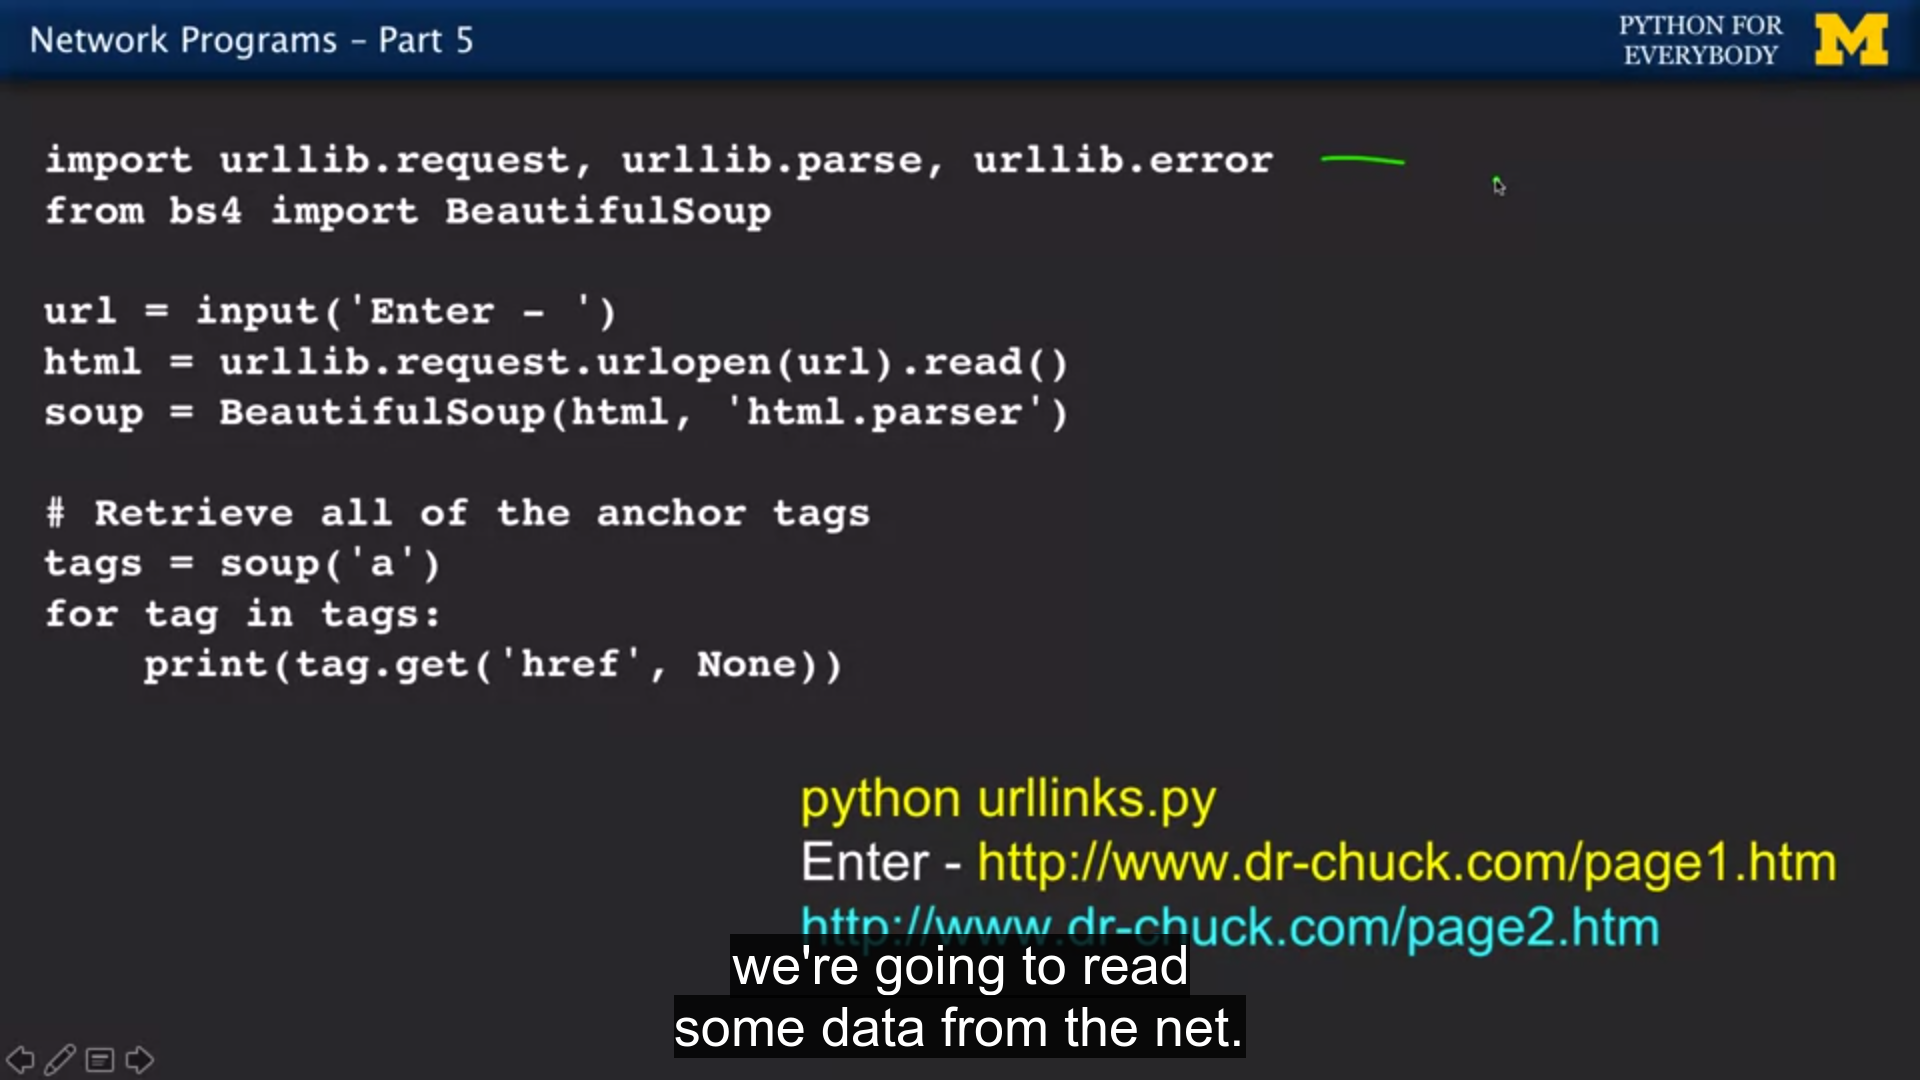 Network Programs – Part 5
PYTHON FOR
EVERYBODY
M
import urllib.request, urllib.parse, urllib.error
from bs4 import BeautifulSoup
url = input('Enter - ')
html = urllib.request.urlopen(url).read()
soup = BeautifulSoup(html, 'html.parser')
# Retrieve all of the anchor tags
tags = soup('a')
for tag in tags:
    print(tag.get('href', None))
python urllinks.py
Enter - http://www.dr-chuck.com/page1.htm
http://www.dr-chuck.com/page2.htm
we're going to read
some data from the net.